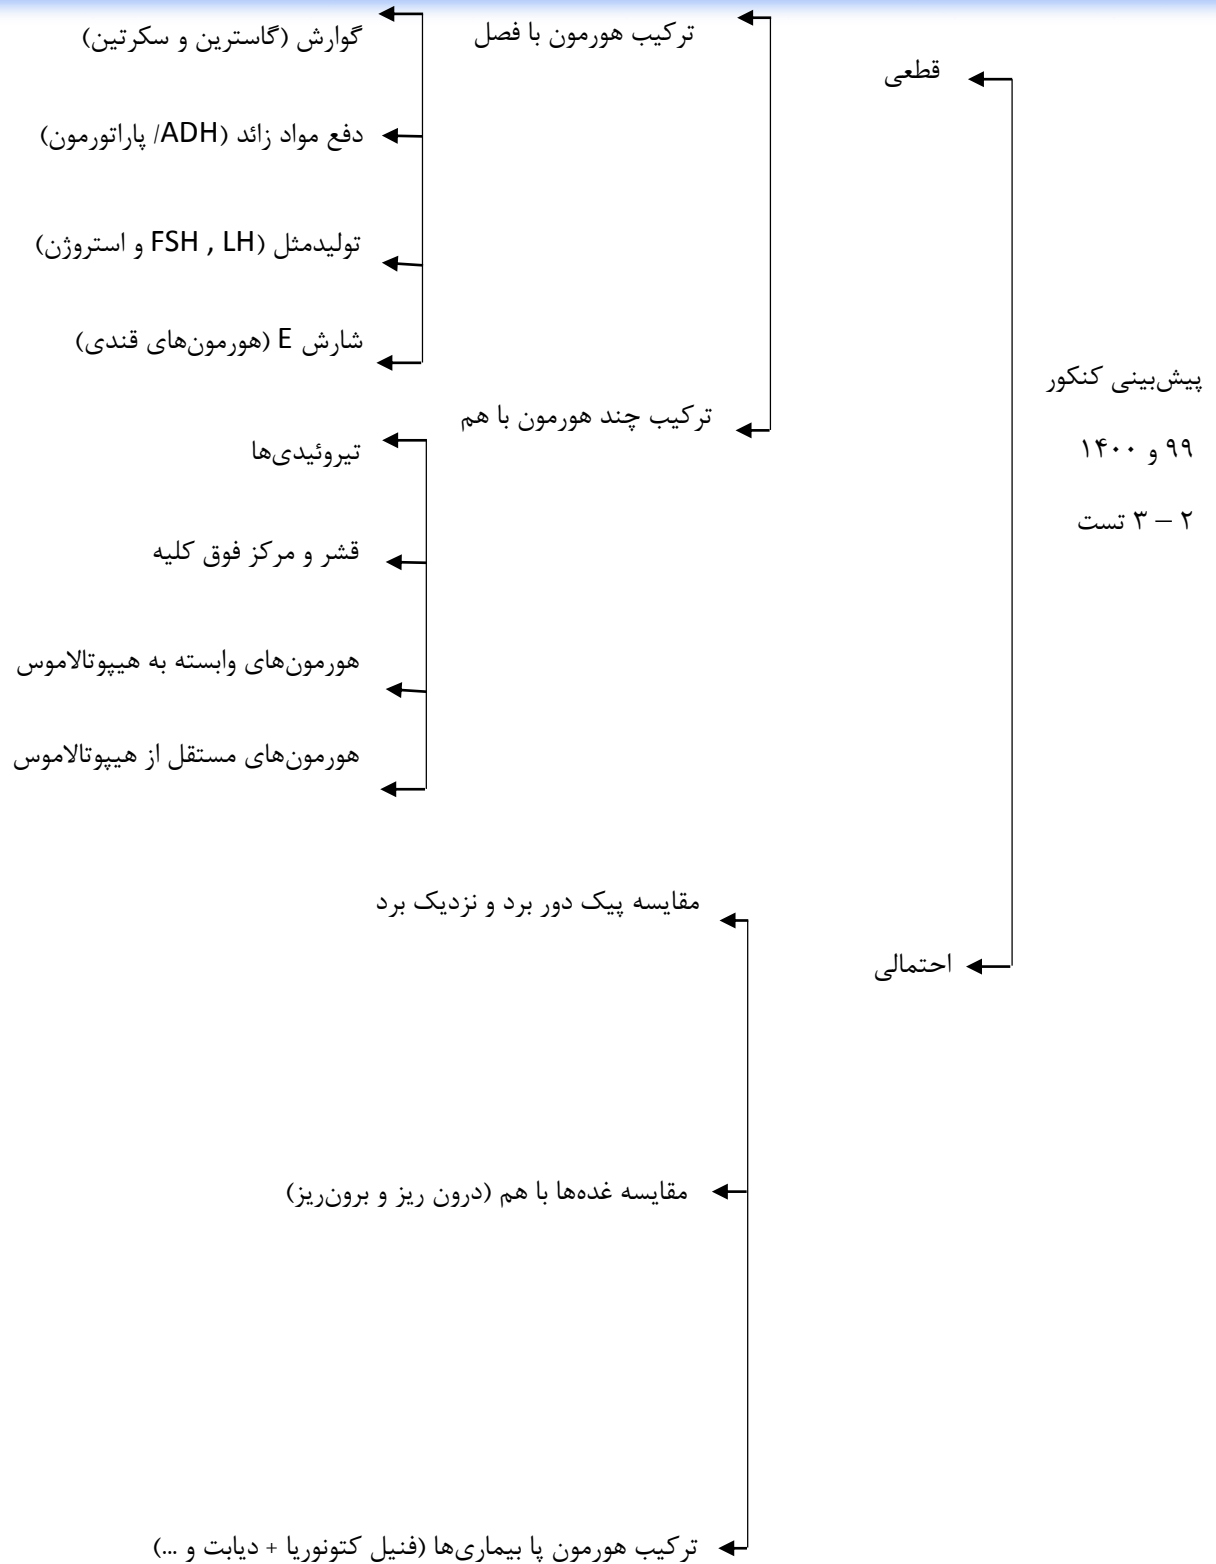 پیش‌بینی کنکور
۹۹ و ۱۴۰۰
۲ – ۳ تست
قطعی
ترکیب هورمون با فصل
گوارش (گاسترین و سکرتین)
دفع مواد زائد (ADH/ پاراتورمون)
تولیدمثل (FSH , LH و استروژن)
شارش E (هورمون‌های قندی)
ترکیب چند هورمون با هم
تیروئیدی‌ها
قشر و مرکز فوق کلیه
هورمون‌های وابسته به هیپوتالاموس
هورمون‌های مستقل از هیپوتالاموس
احتمالی
مقایسه پیک دور برد و نزدیک برد
مقایسه غده‌ها با هم (درون ریز و برون‌ریز)
ترکیب هورمون پا بیماری‌ها (فنیل کتونوریا + دیابت و ...)